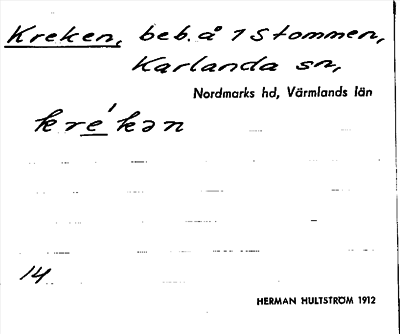 Kreken, beb. å 1 Stommen,
Karlanda sn,
Nordmarks hd, Värmlands län
kre̲´kən
14
HERMAN HULTSTRÖM 1912